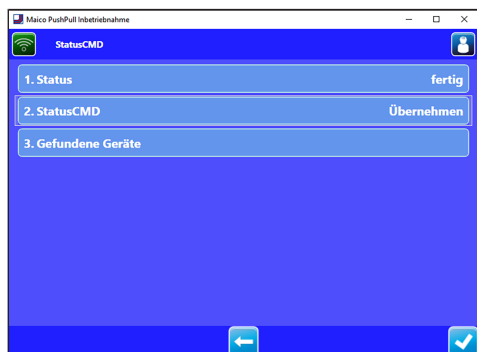 Maico PushPull Inbetriebnahme
StatusCMD
1. Status fertig
2. StatusCMD Übernehmen
3. Gefundene Geräte